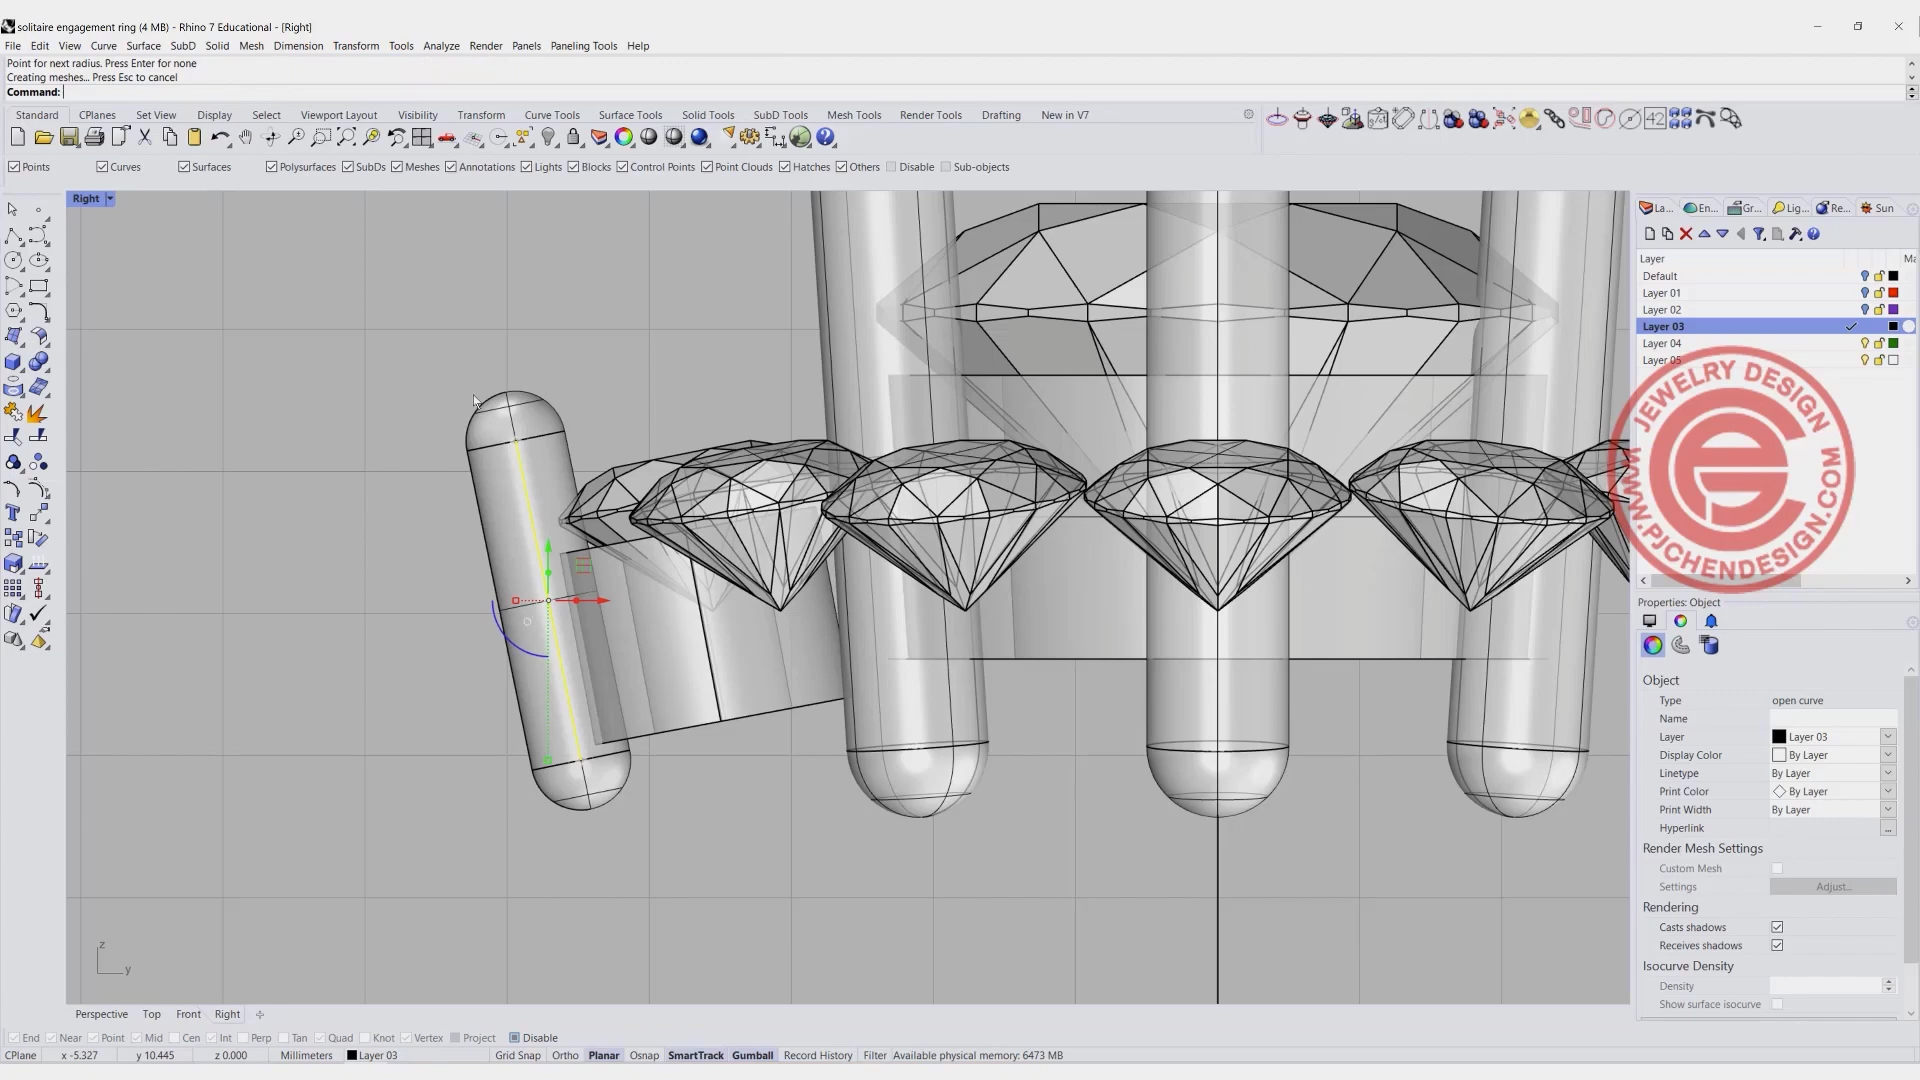 solitaire engagement ring (4 MB) - Rhino 7 Educational - [Right]
File Edit View Curve Surface SubD Solid Mesh Dimension Transform Tools Analyze Render Panels Paneling Tools Help
Point for next radius. Press Enter for none
Creating meshes... Press Esc to cancel
Command:
Standard CPlanes Set View Display Select Viewport Layout Visibility Transform Curve Tools Surface Tools Solid Tools SubD Tools Mesh Tools Render Tools Drafting New in V7
Points Curves Surfaces Polysurfaces SubDs Meshes Annotations Lights Blocks Control Points Point Clouds Hatches Others Disable Sub-objects
Right
La... En... Gr... Lig... Re... Sun
Layer Ma
Default
Layer 01
Layer 02
Layer 03
Layer 04
Layer 05
JEWELRY DESIGN
WWW.PJCHENDESIGN.COM
Properties: Object
Object
Type open curve
Name
Layer Layer 03
Display Color By Layer
Linetype By Layer
Print Color By Layer
Print Width By Layer
Hyperlink ...
Render Mesh Settings
Custom Mesh
Settings Adjust...
Rendering
Casts shadows
Receives shadows
Isocurve Density
Density
Show surface isocurve
z
y
Perspective Top Front Right
End Near Point Mid Cen Int Perp Tan Quad Knot Vertex Project Disable
CPlane x -5.327 y 10.445 z 0.000 Millimeters Layer 03 Grid Snap Ortho Planar Osnap SmartTrack Gumball Record History Filter Available physical memory: 6473 MB